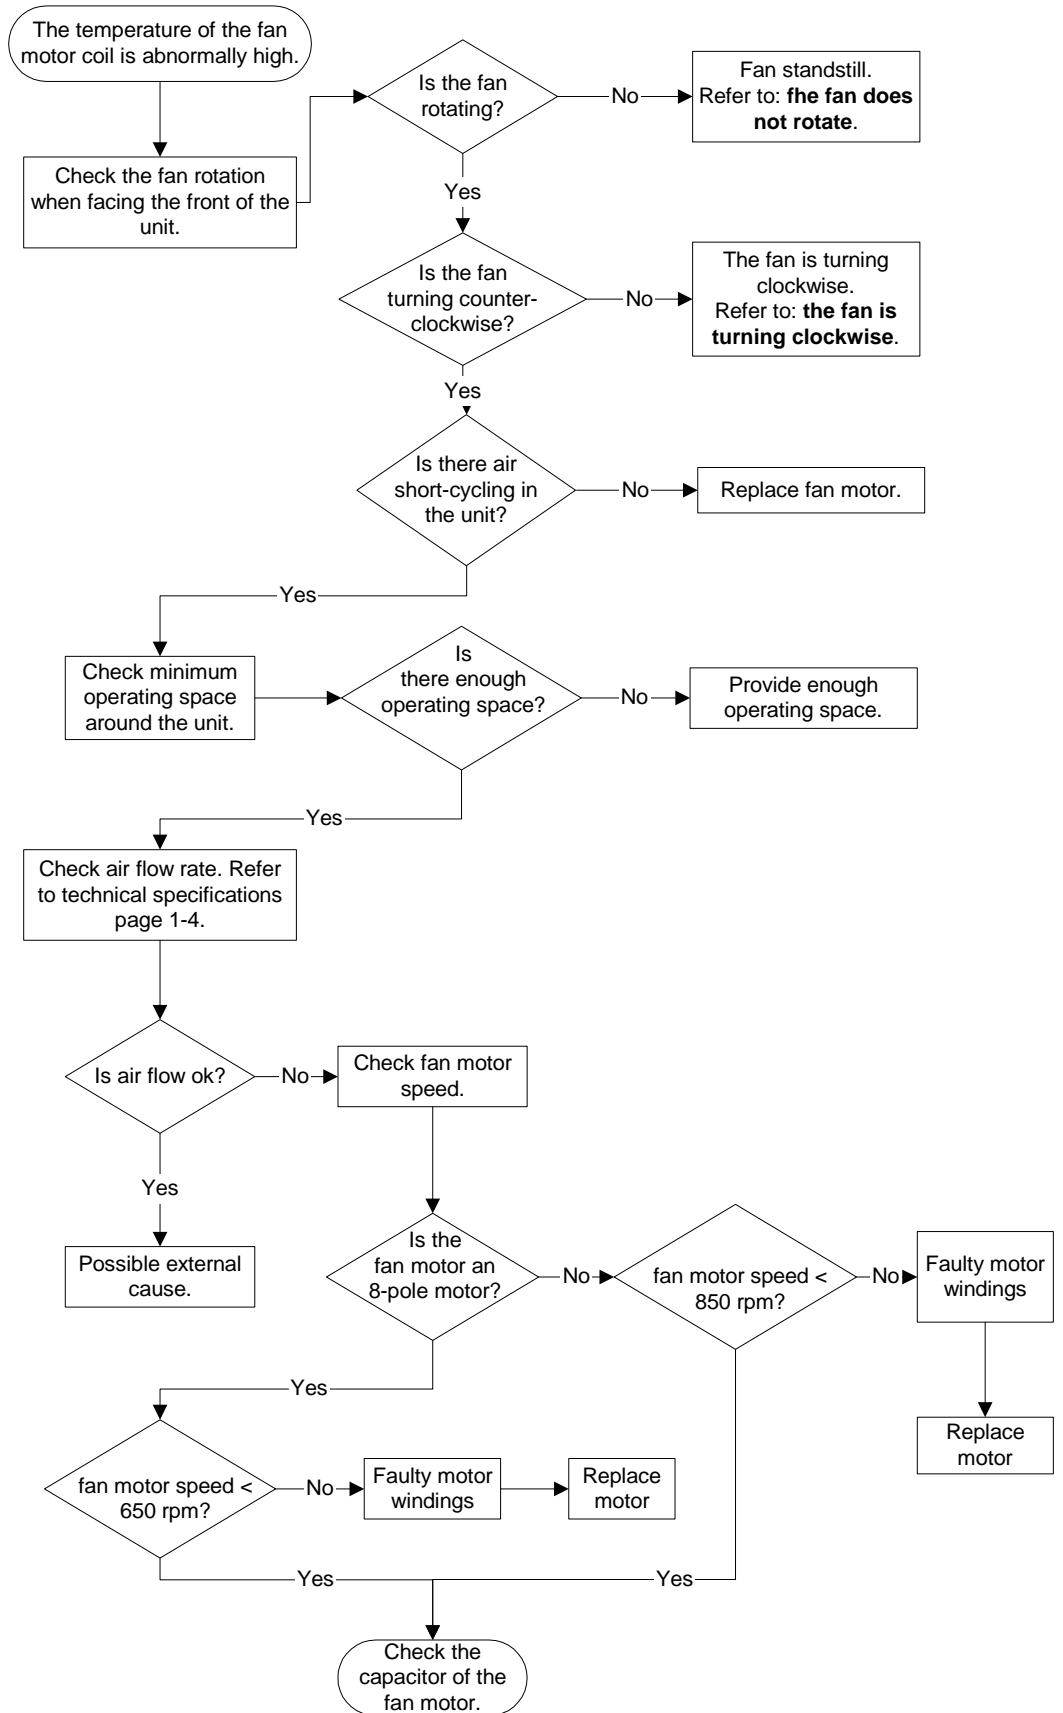 The temperature of the fan
motor coil is abnormally high.
Check the fan rotation
when facing the front of the
unit.
Is the fan
rotating?
No
Fan standstill.
Refer to: fhe fan does
not rotate.
Yes
Is the fan
turning counter-
clockwise?
No
The fan is turning
clockwise.
Refer to: the fan is
turning clockwise.
Yes
Is there air
short-cycling in
the unit?
No
Replace fan motor.
Yes
Check minimum
operating space
around the unit.
Is
there enough
operating space?
No
Provide enough
operating space.
Yes
Check air flow rate. Refer
to technical specifications
page 1-4.
Is air flow ok?
No
Check fan motor
speed.
Yes
Possible external
cause.
Is the
fan motor an
8-pole motor?
No
fan motor speed <
850 rpm?
No
Faulty motor
windings
Replace
motor
Yes
fan motor speed <
650 rpm?
No
Faulty motor
windings
Replace
motor
Yes
Yes
Check the
capacitor of the
fan motor.